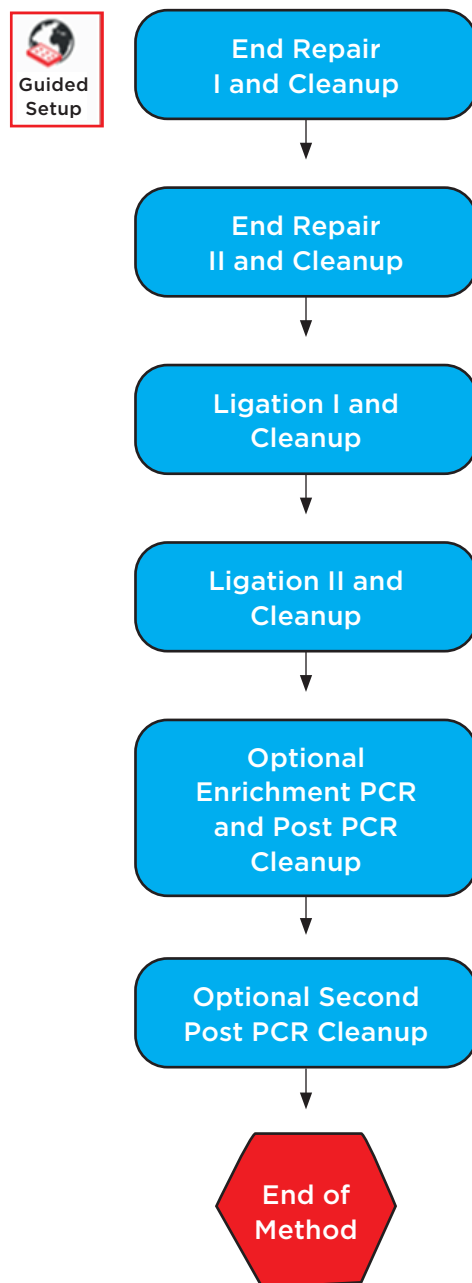 Guided
Setup
End Repair
I and Cleanup
End Repair
II and Cleanup
Ligation I and
Cleanup
Ligation II and
Cleanup
Optional
Enrichment PCR
and Post PCR
Cleanup
Optional Second
Post PCR Cleanup
End of
Method